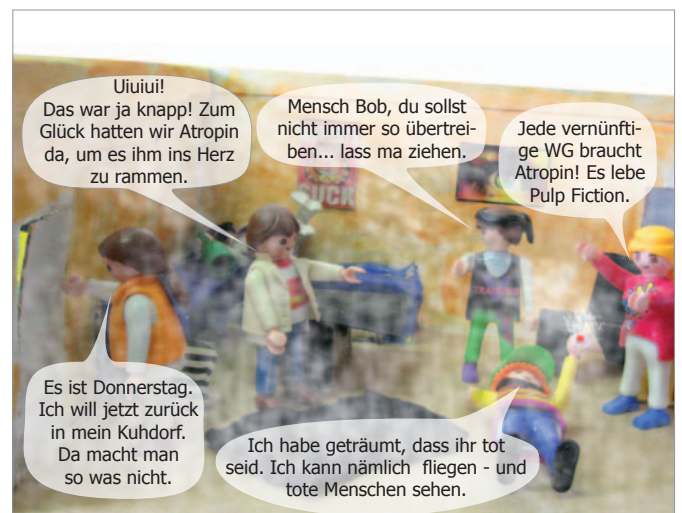 Uiuiui!
Das war ja knapp! Zum
Glück hatten wir Atropin
da, um es ihm ins Herz
zu rammen.
Mensch Bob, du sollst
nicht immer so übertrei-
ben... lass ma ziehen.
Jede vernünfti-
ge WG braucht
Atropin! Es lebe
Pulp Fiction.
SUCK
Es ist Donnerstag.
Ich will jetzt zurück
in mein Kuhdorf.
Da macht man
so was nicht.
Ich habe geträumt, dass ihr tot
seid. Ich kann nämlich fliegen - und
tote Menschen sehen.